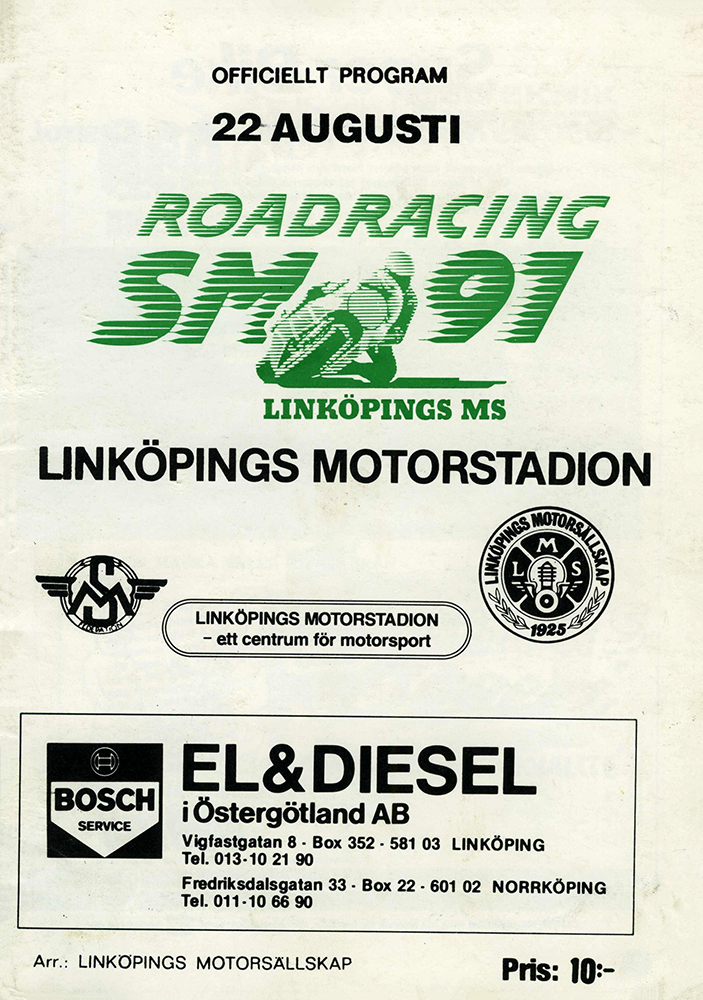 OFFICIELLT PROGRAM
22 AUGUSTI
ROADRACING
SM 91
LINKÖPINGS MS
LINKÖPINGS MOTORSTADION
LINKÖPINGS MOTORSÄLLSKAP
L M S
1925
SM
FEDERATION
LINKÖPINGS MOTORSTADION
– ett centrum för motorsport
BOSCH
SERVICE
EL&DIESEL
i Östergötland AB
Vigfastgatan 8 - Box 352 - 581 03 LINKÖPING
Tel. 013-10 21 90
Fredriksdalsgatan 33 - Box 22 - 601 02 NORRKÖPING
Tel. 011-10 66 90
Arr.: LINKÖPINGS MOTORSÄLLSKAP
Pris: 10:-